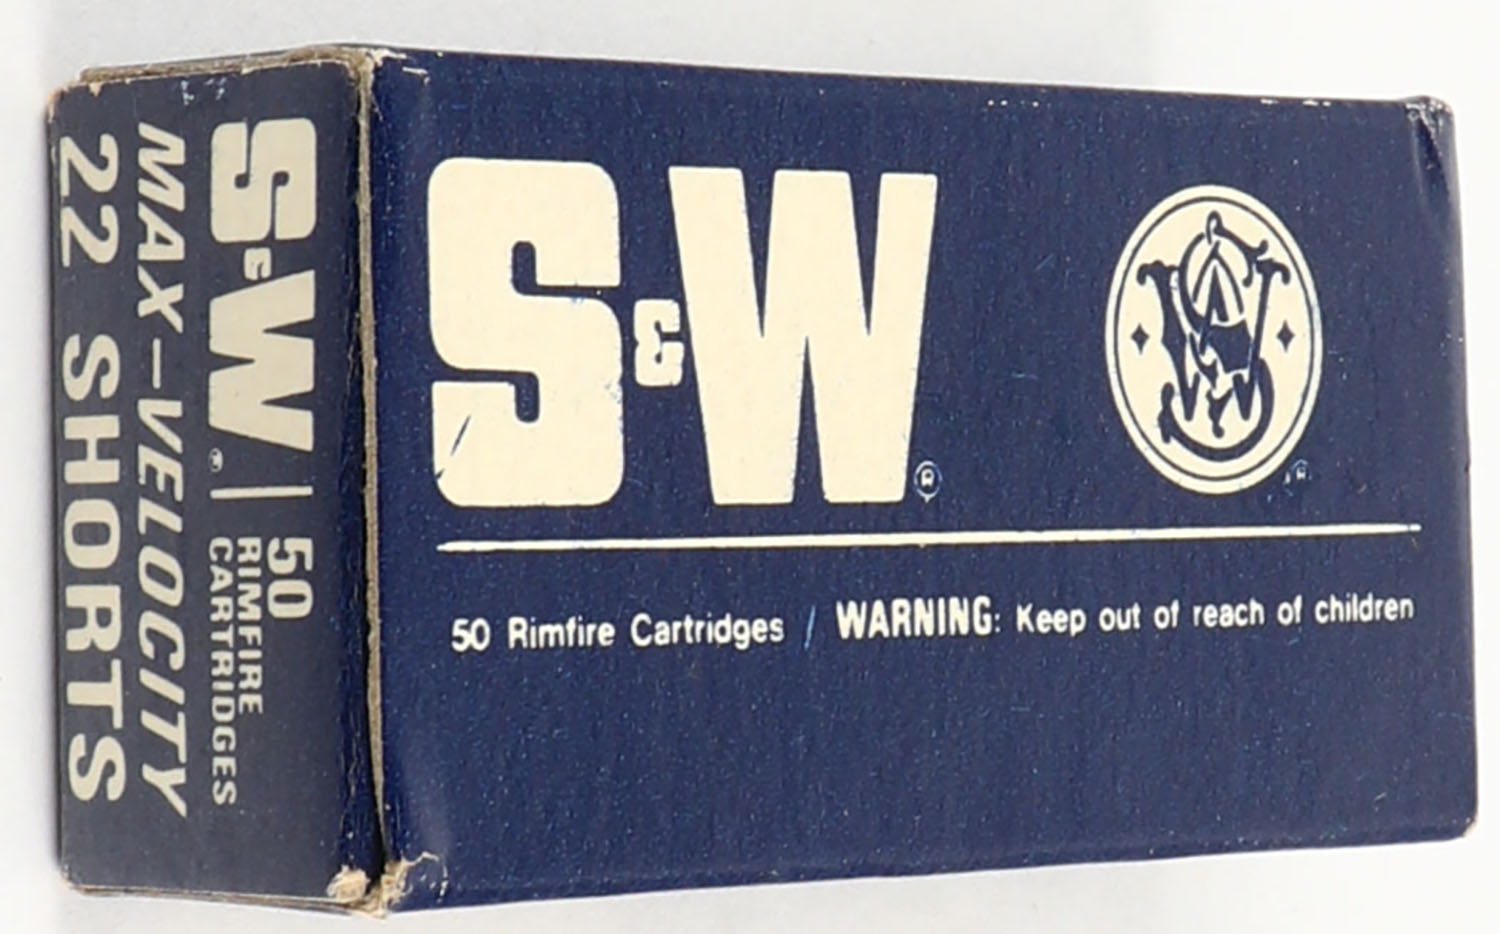 S&W®
50 Rimfire Cartridges / WARNING: Keep out of reach of children
S&W® | 50
RIMFIRE
CARTRIDGES
MAX-VELOCITY
22 SHORTS